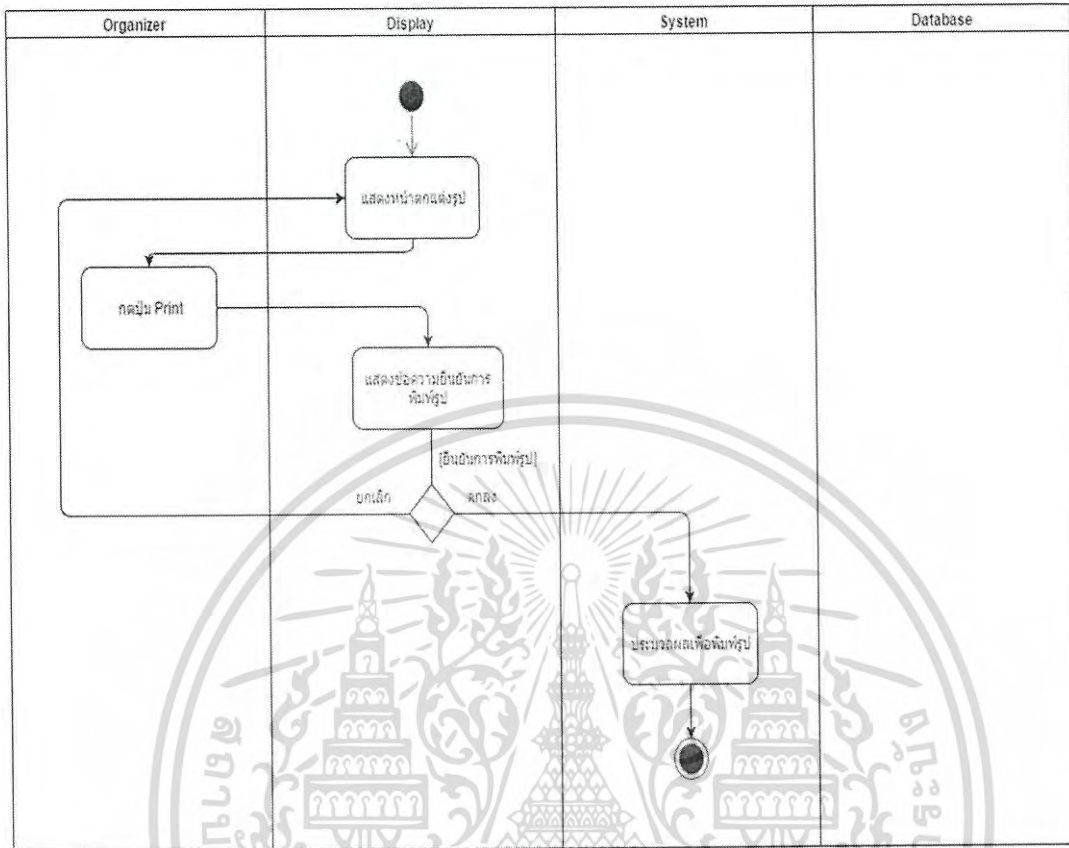 Organizer
Display
System
Database
แสดงหน้าตกแต่งรูป
กดปุ่ม Print
แสดงข้อความยืนยันการ
พิมพ์รูป
[ยืนยันการพิมพ์รูป]
ยกเลิก
ตกลง
ประมวลผลเพื่อพิมพ์รูป